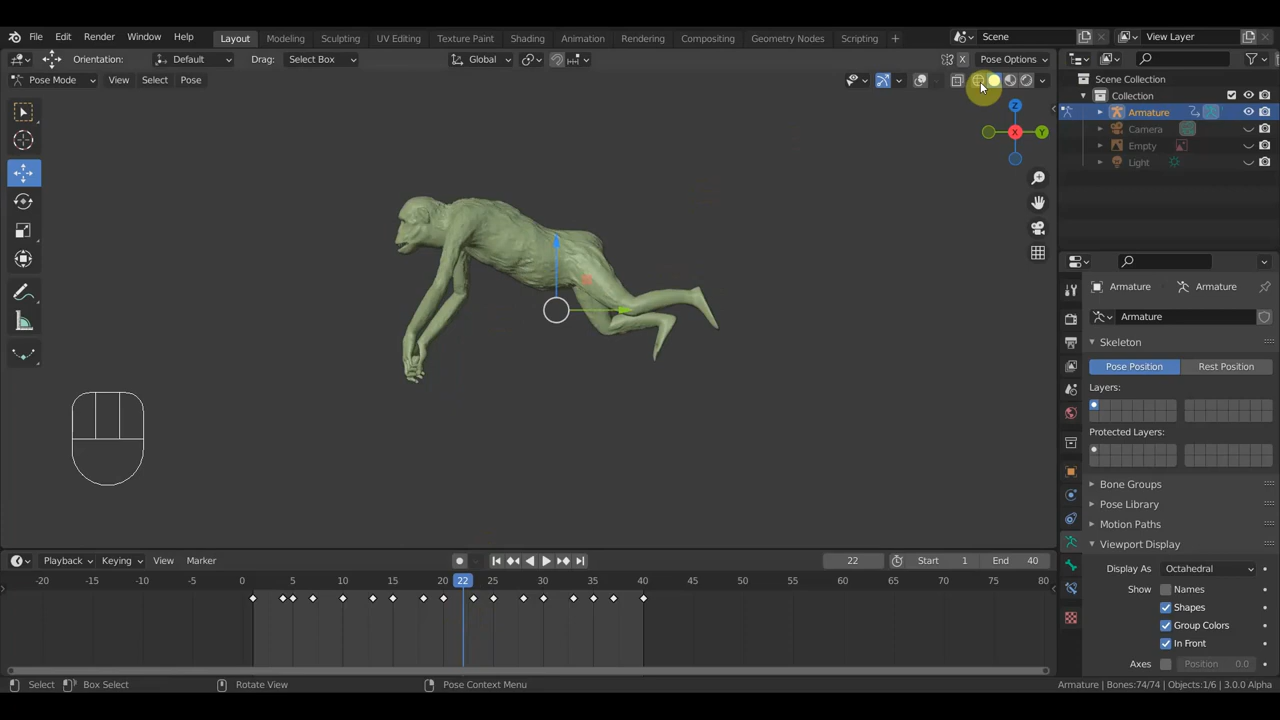 File Edit Render Window Help Layout Modeling Sculpting UV Editing Texture Paint Shading Animation Rendering Compositing Geometry Nodes Scripting + Scene View Layer
Orientation: Default Drag: Select Box Global X Pose Options
Pose Mode View Select Pose
Scene Collection
Collection
Armature
Camera
Empty
Light
Z
X
Y
Armature Armature
Armature
Skeleton
Pose Position Rest Position
Layers:
Protected Layers:
Bone Groups
Pose Library
Motion Paths
Viewport Display
Display As Octahedral
Show Names
Shapes
Group Colors
In Front
Axes Position 0.0
Playback Keying View Marker 22 Start 1 End 40
-20 -15 -10 -5 0 5 10 15 20 22 25 30 35 40 45 50 55 60 65 70 75 80
Select Box Select Rotate View Pose Context Menu Armature | Bones:74/74 | Objects:1/6 | 3.0.0 Alpha